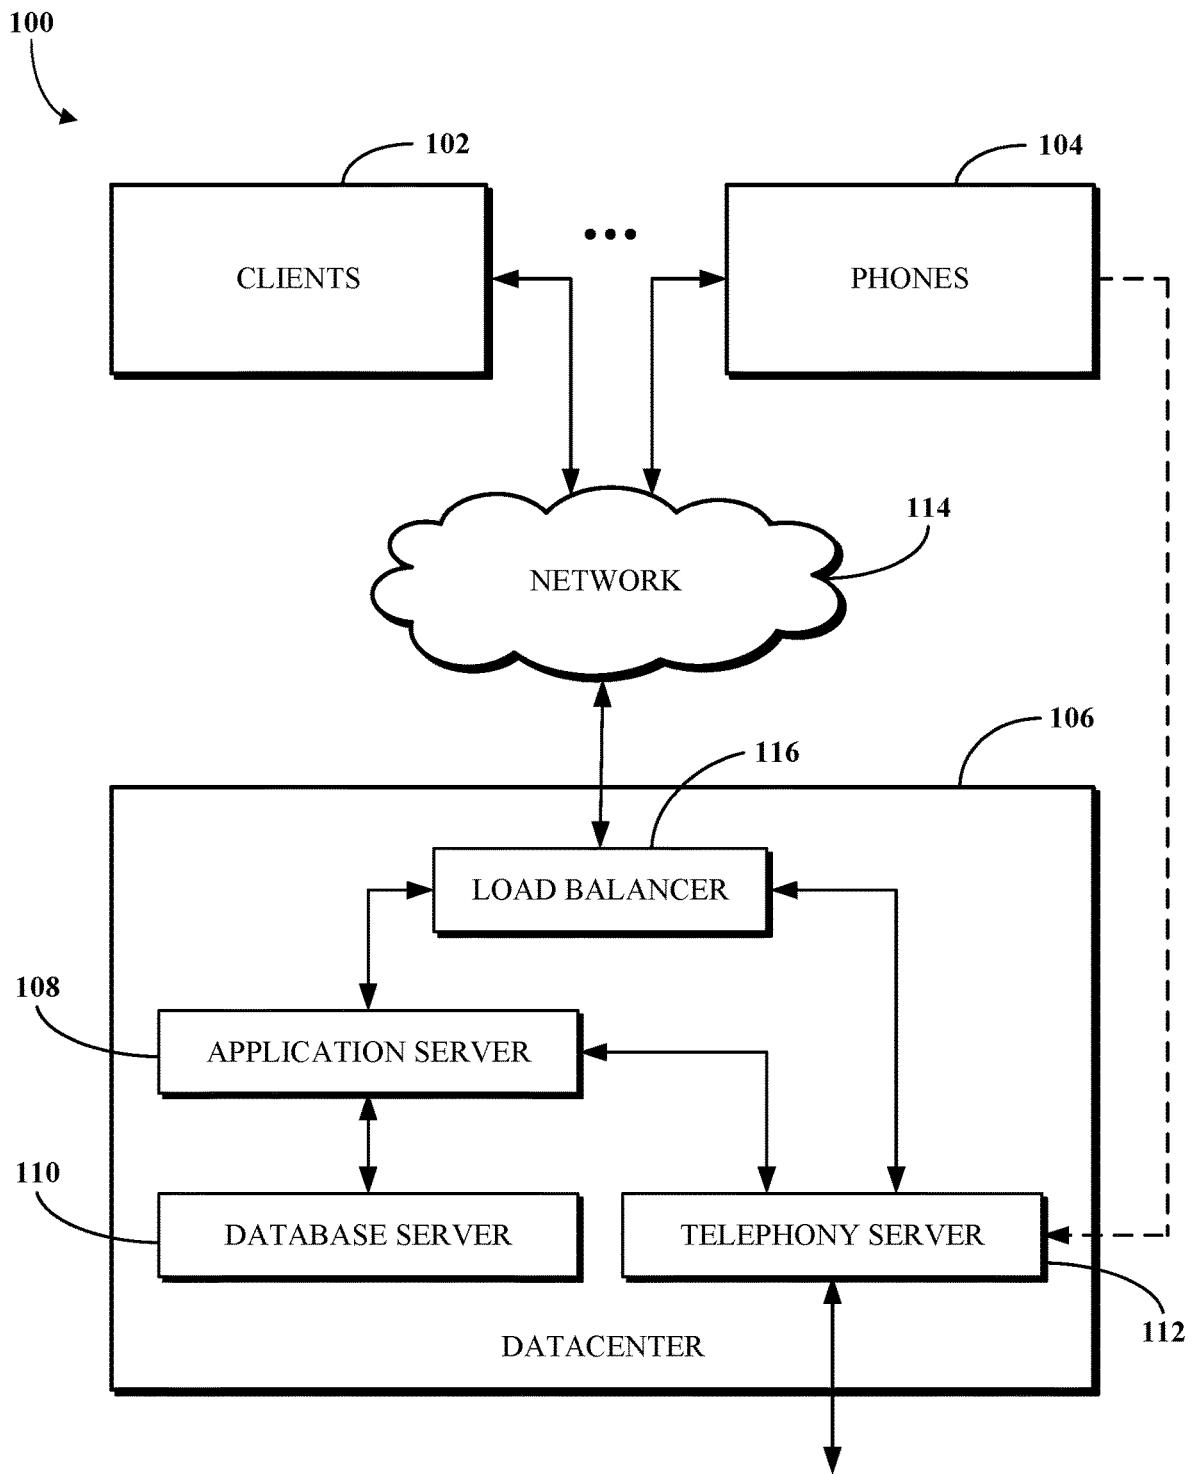 100
102
104
CLIENTS
PHONES
114
NETWORK
106
116
LOAD BALANCER
108
APPLICATION SERVER
110
DATABASE SERVER
TELEPHONY SERVER
112
DATACENTER